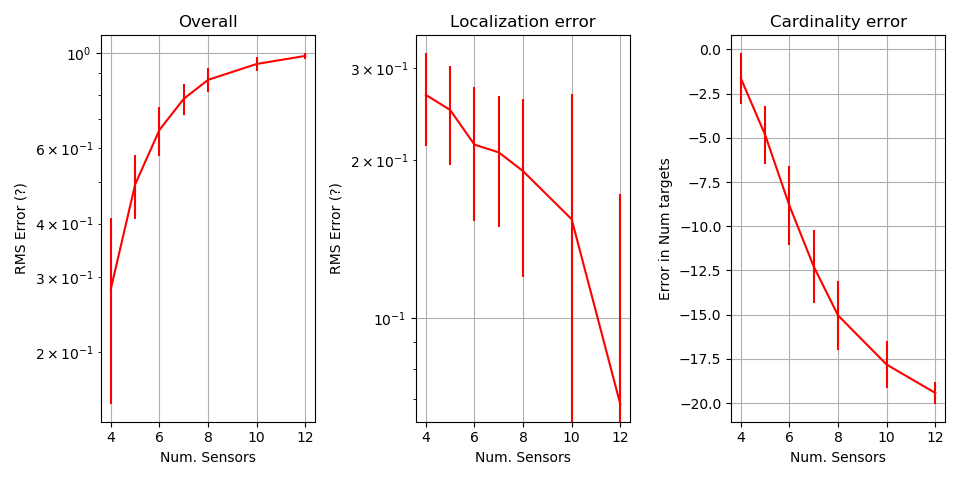 Overall
RMS Error (?)
10⁰
6 × 10⁻¹
4 × 10⁻¹
3 × 10⁻¹
2 × 10⁻¹
4 6 8 10 12
Num. Sensors
Localization error
RMS Error (?)
3 × 10⁻¹
2 × 10⁻¹
10⁻¹
4 6 8 10 12
Num. Sensors
Cardinality error
Error in Num targets
0.0
−2.5
−5.0
−7.5
−10.0
−12.5
−15.0
−17.5
−20.0
4 6 8 10 12
Num. Sensors